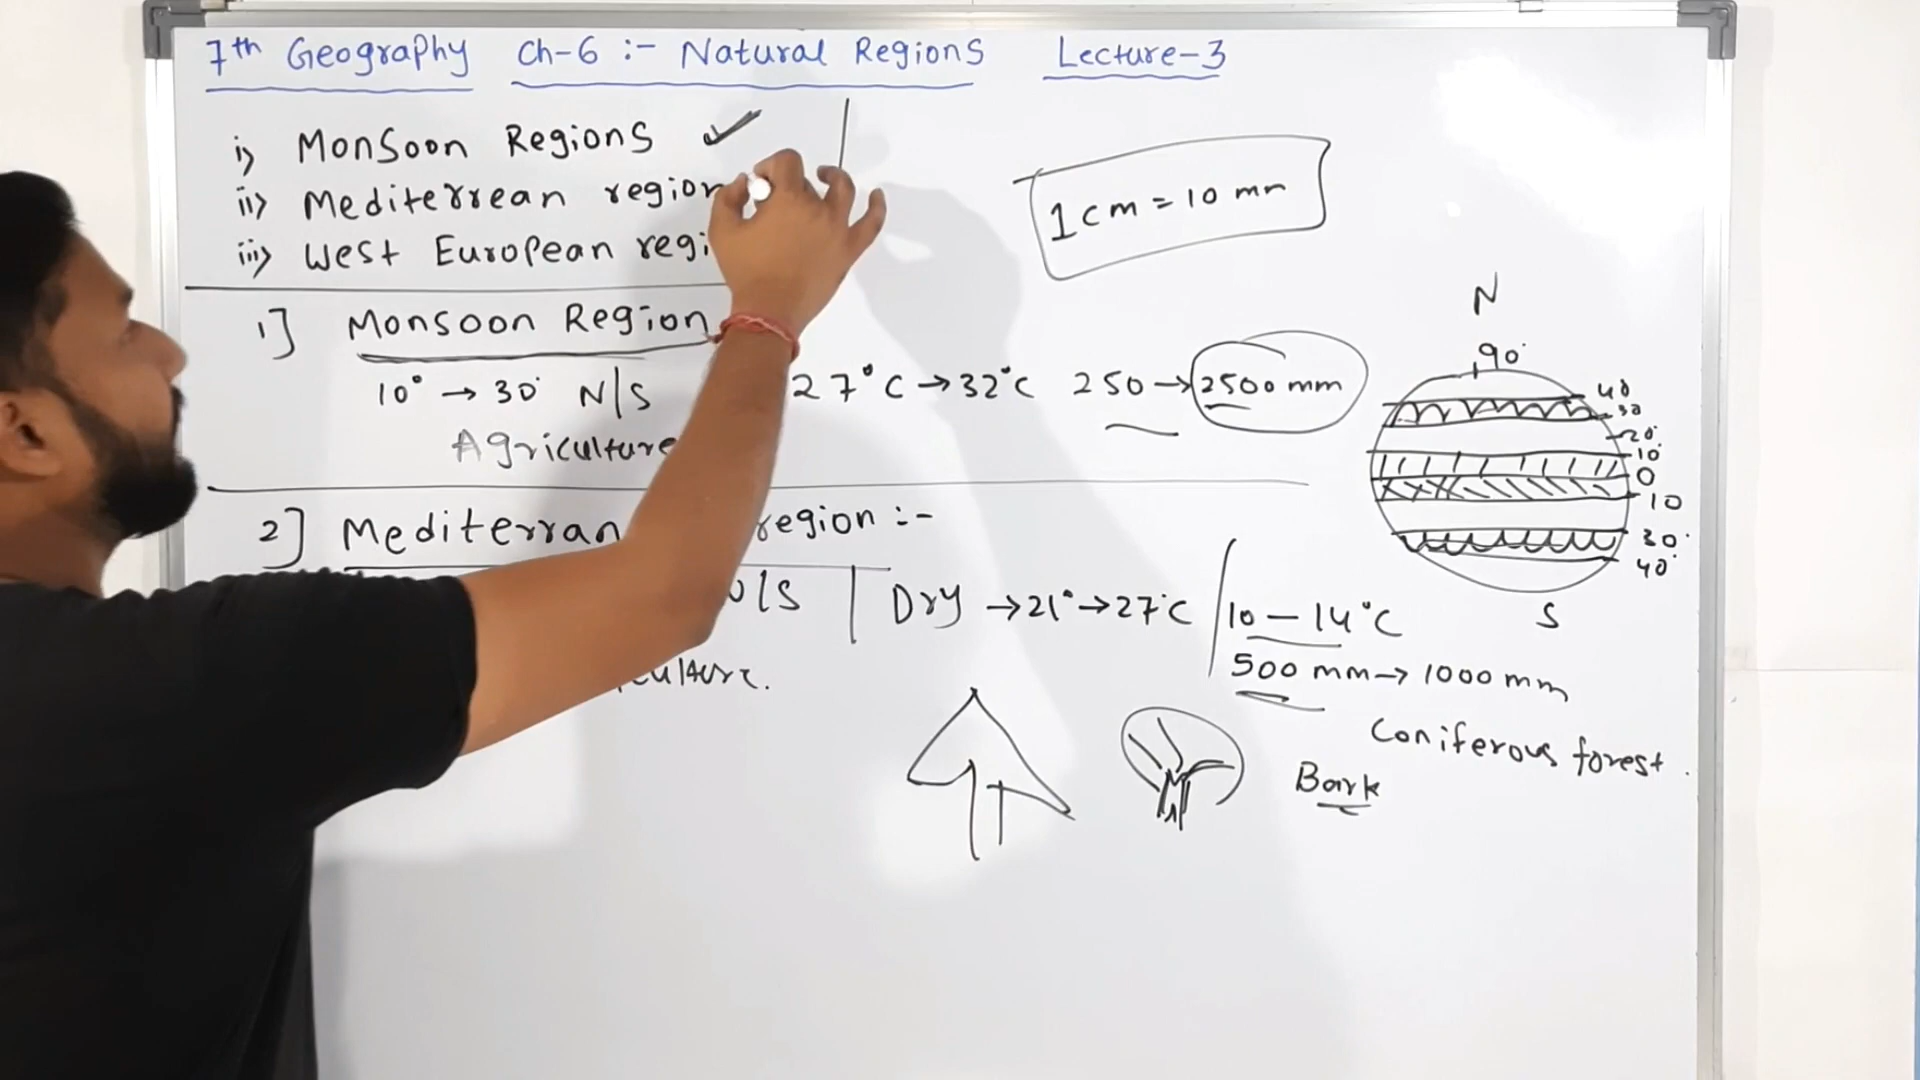 7th Geography Ch-6 :- Natural Regions Lecture-3
i) Monsoon Regions ✓
ii) Mediterrean region
iii) West European regi
1 cm = 10 mm
1] Monsoon Region
10° → 30° N/S 27°C → 32°C 250 → 2500 mm
Agriculture
2] Mediterran region :-
N/S | Dry → 21° → 27°C / 10 – 14°C
500 mm → 1000 mm
Coniferous forest.
Bark
N
90°
40
30
20°
10°
0
10
30°
40°
S